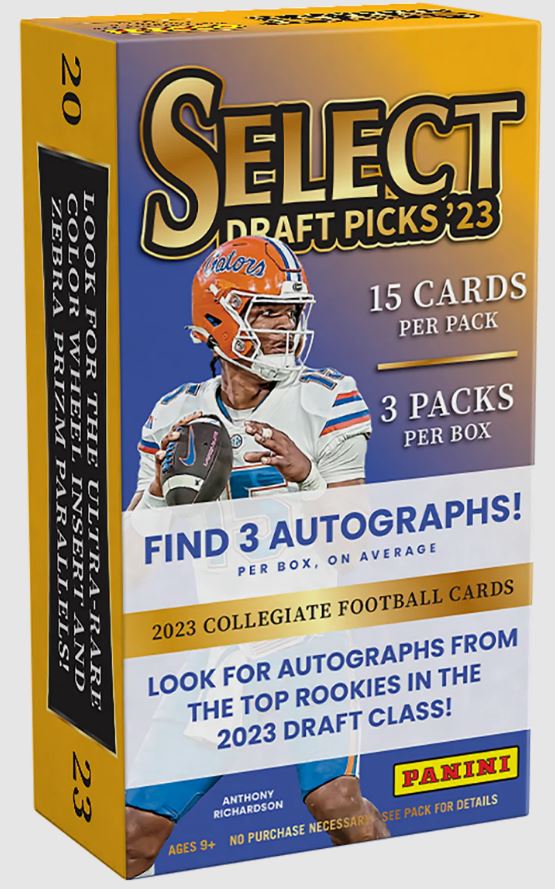 SELECT
DRAFT PICKS '23
Gators
15 CARDS
PER PACK
3 PACKS
PER BOX
15
FIND 3 AUTOGRAPHS!
PER BOX, ON AVERAGE
2023 COLLEGIATE FOOTBALL CARDS
LOOK FOR AUTOGRAPHS FROM
THE TOP ROOKIES IN THE
2023 DRAFT CLASS!
PANINI
ANTHONY
RICHARDSON
AGES 9+ NO PURCHASE NECESSARY SEE PACK FOR DETAILS
20
LOOK FOR THE ULTRA-RARE
COLOR WHEEL INSERT AND
ZEBRA PRIZM PARALLELS!
23